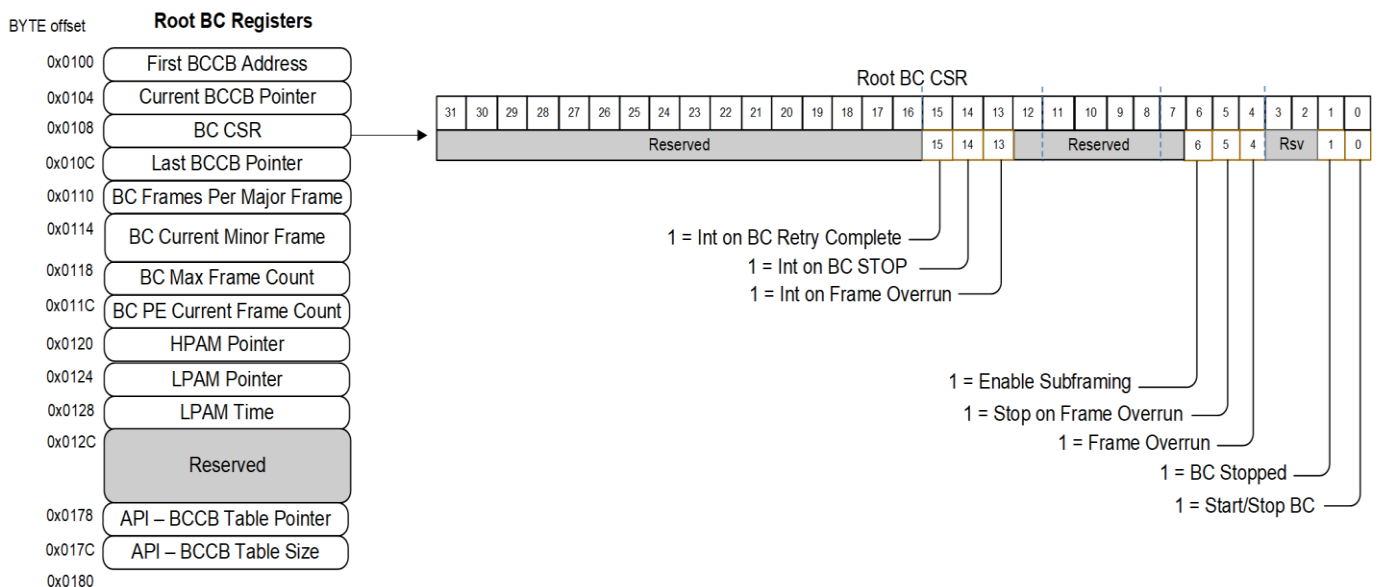 BYTE offset
Root BC Registers
0x0100
First BCCB Address
0x0104
Current BCCB Pointer
0x0108
BC CSR
0x010C
Last BCCB Pointer
0x0110
BC Frames Per Major Frame
0x0114
BC Current Minor Frame
0x0118
BC Max Frame Count
0x011C
BC PE Current Frame Count
0x0120
HPAM Pointer
0x0124
LPAM Pointer
0x0128
LPAM Time
0x012C
Reserved
0x0178
API – BCCB Table Pointer
0x017C
API – BCCB Table Size
0x0180
Root BC CSR
31 30 29 28 27 26 25 24 23 22 21 20 19 18 17 16 15 14 13 12 11 10 9 8 7 6 5 4 3 2 1 0
Reserved 15 14 13 Reserved 6 5 4 Rsv 1 0
1 = Int on BC Retry Complete
1 = Int on BC STOP
1 = Int on Frame Overrun
1 = Enable Subframing
1 = Stop on Frame Overrun
1 = Frame Overrun
1 = BC Stopped
1 = Start/Stop BC